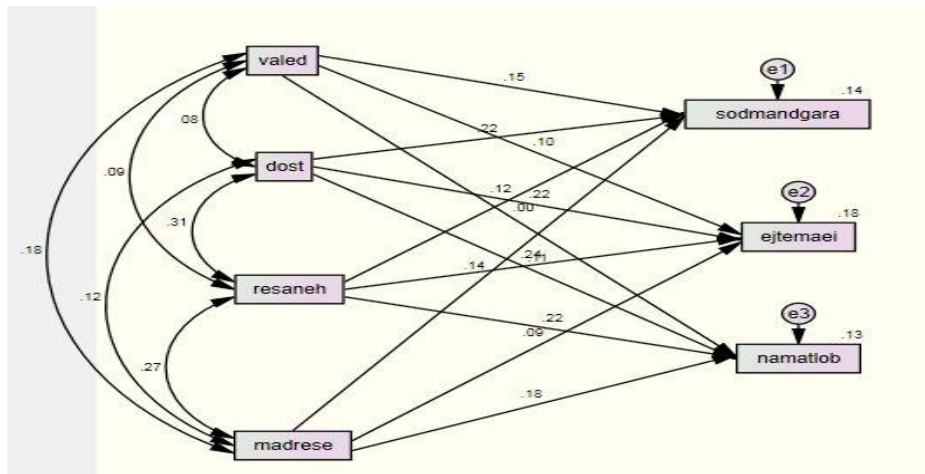 valed
dost
resaneh
madrese
e1
.14
sodmandgara
e2
.18
ejtemaei
e3
.13
namatlob
08
.09
.31
.18
.12
.27
.15
.22
.10
.12
.22
.00
.14
.24
.22
.09
.18